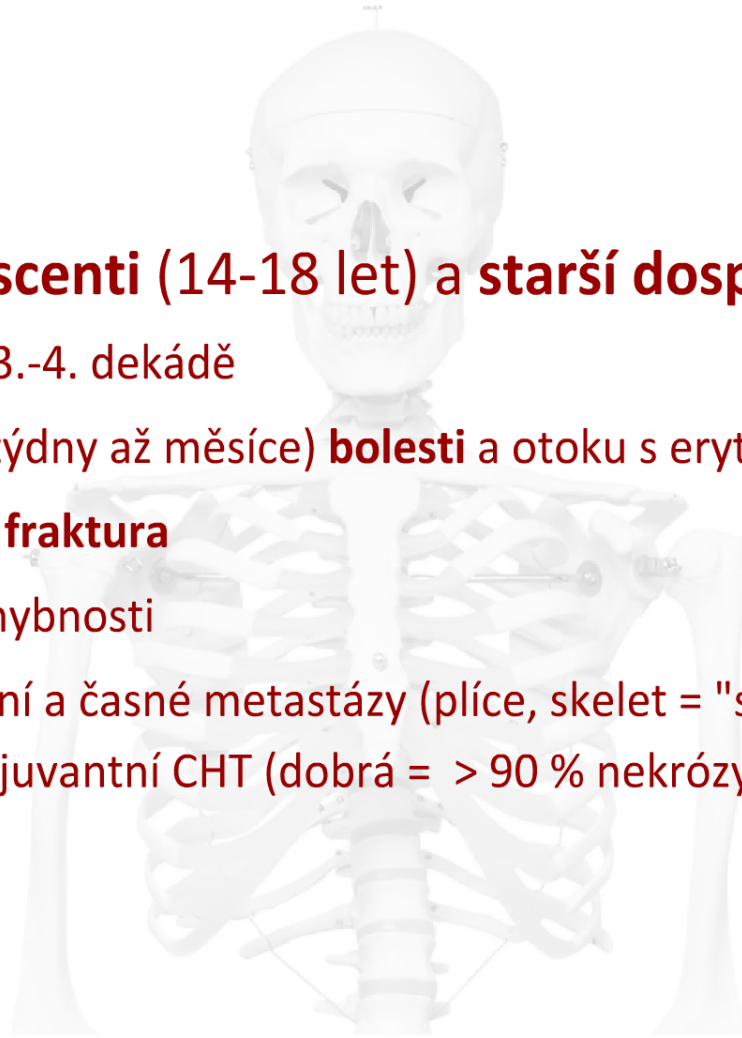 scenti (14-18 let) a starší dosp
3.-4. dekádě
týdny až měsíce) bolesti a otoku s eryt
fraktura
hybnosti
ní a časné metastázy (plíce, skelet = "s
juvantní CHT (dobrá = > 90 % nekrózy